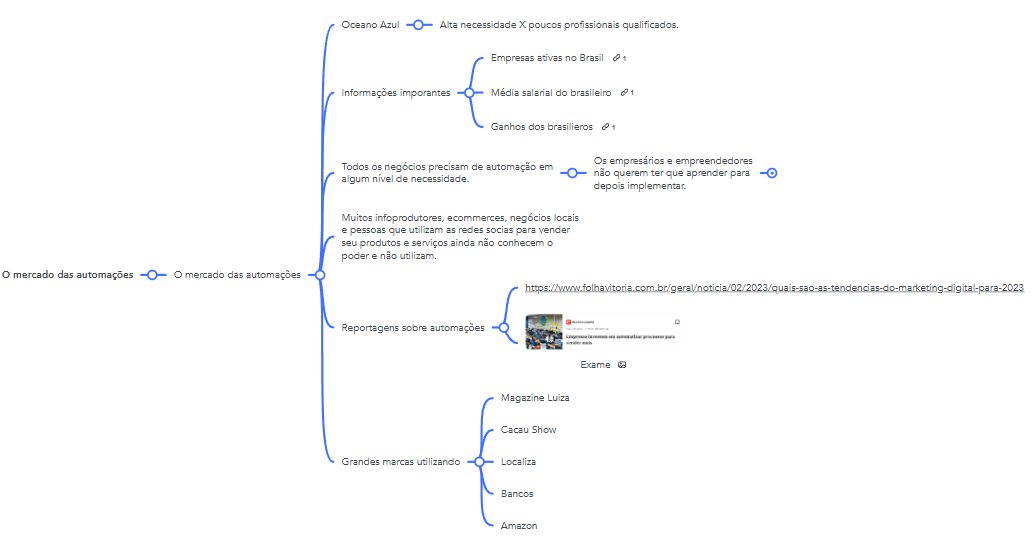 O mercado das automações
O mercado das automações
Oceano Azul
Alta necessidade X poucos profissionais qualificados.
Informações imporantes
Empresas ativas no Brasil 1
Média salarial do brasileiro 1
Ganhos dos brasilieros 1
Todos os negócios precisam de automação em
algum nível de necessidade.
Os empresários e empreendedores
não querem ter que aprender para
depois implementar.
Muitos infoprodutores, ecommerces, negócios locais
e pessoas que utilizam as redes socias para vender
seu produtos e serviços ainda não conhecem o
poder e não utilizam.
Reportagens sobre automações
https://www.folhavitoria.com.br/geral/noticia/02/2023/quais-sao-as-tendencias-do-marketing-digital-para-2023
Empresas investem em automatizar processos para
vender mais
Exame
Grandes marcas utilizando
Magazine Luiza
Cacau Show
Localiza
Bancos
Amazon